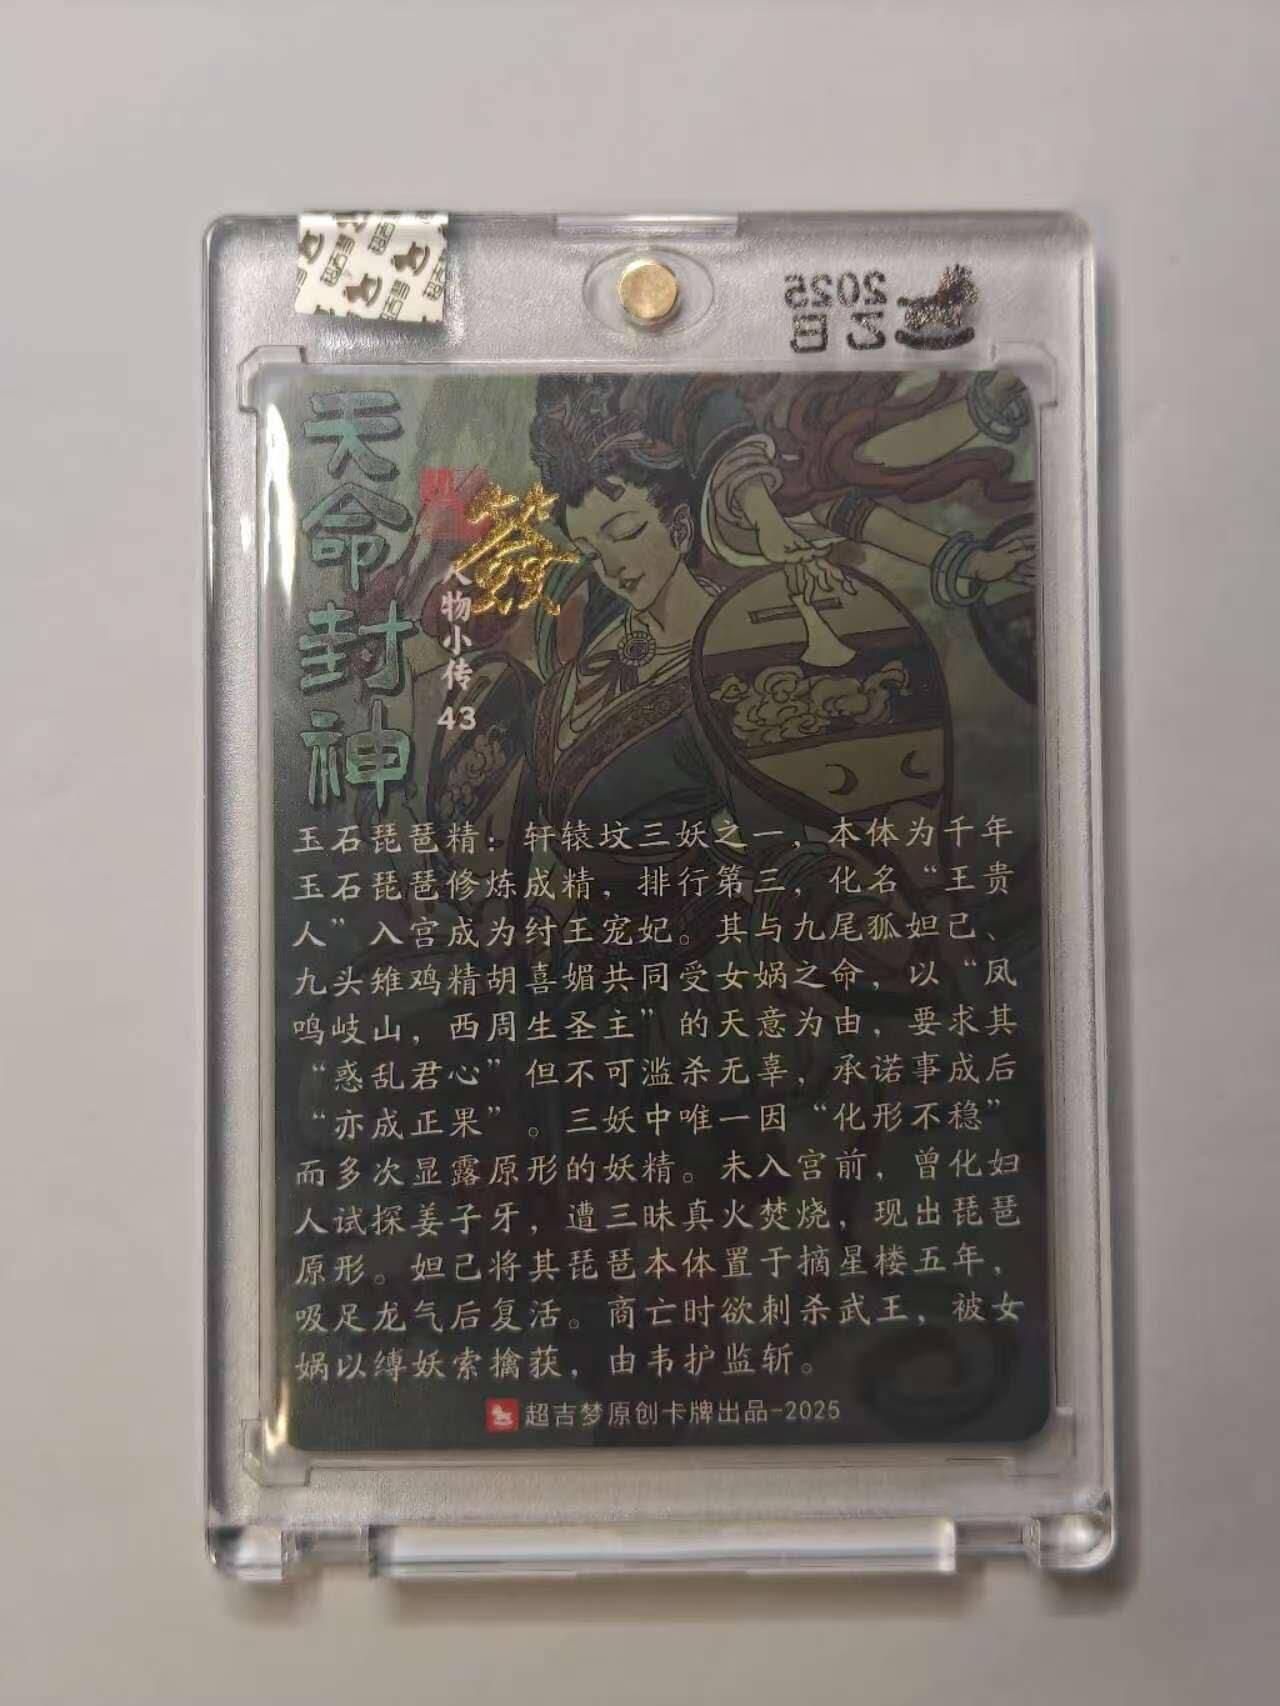 2025
天命封神
人物小传
43
玉石琵琶精：轩辕坟三妖之一，本体为千年
玉石琵琶修炼成精，排行第三，化名“王贵
人”入宫成为纣王宠妃。其与九尾狐妲己、
九头雉鸡精胡喜媚共同受女娲之命，以“凤
鸣岐山，西周生圣主”的天意为由，要求其
“惑乱君心”但不可滥杀无辜，承诺事成后
“亦成正果”。三妖中唯一因“化形不稳”
而多次显露原形的妖精。未入宫前，曾化妇
人试探姜子牙，遭三昧真火焚烧，现出琵琶
原形。妲己将其琵琶本体置于摘星楼五年，
吸足龙气后复活。商亡时欲刺杀武王，被女
娲以缚妖索擒获，由韦护监斩。
超吉梦原创卡牌出品-2025